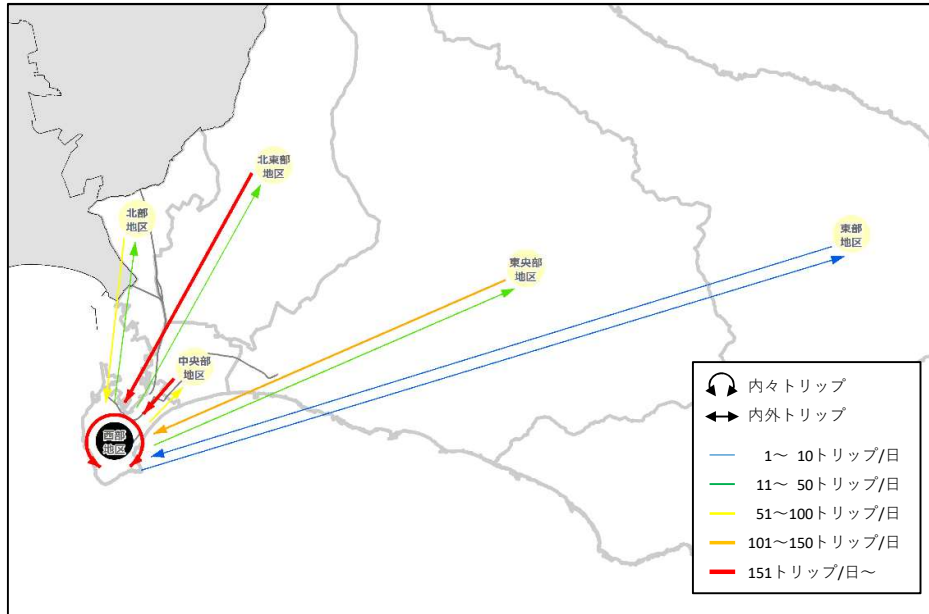 北東部
地区
北部
地区
東部
地区
東央部
地区
中央部
地区
西部
地区
内々トリップ
内外トリップ
1～ 10トリップ/日
11～ 50トリップ/日
51～100トリップ/日
101～150トリップ/日
151トリップ/日～